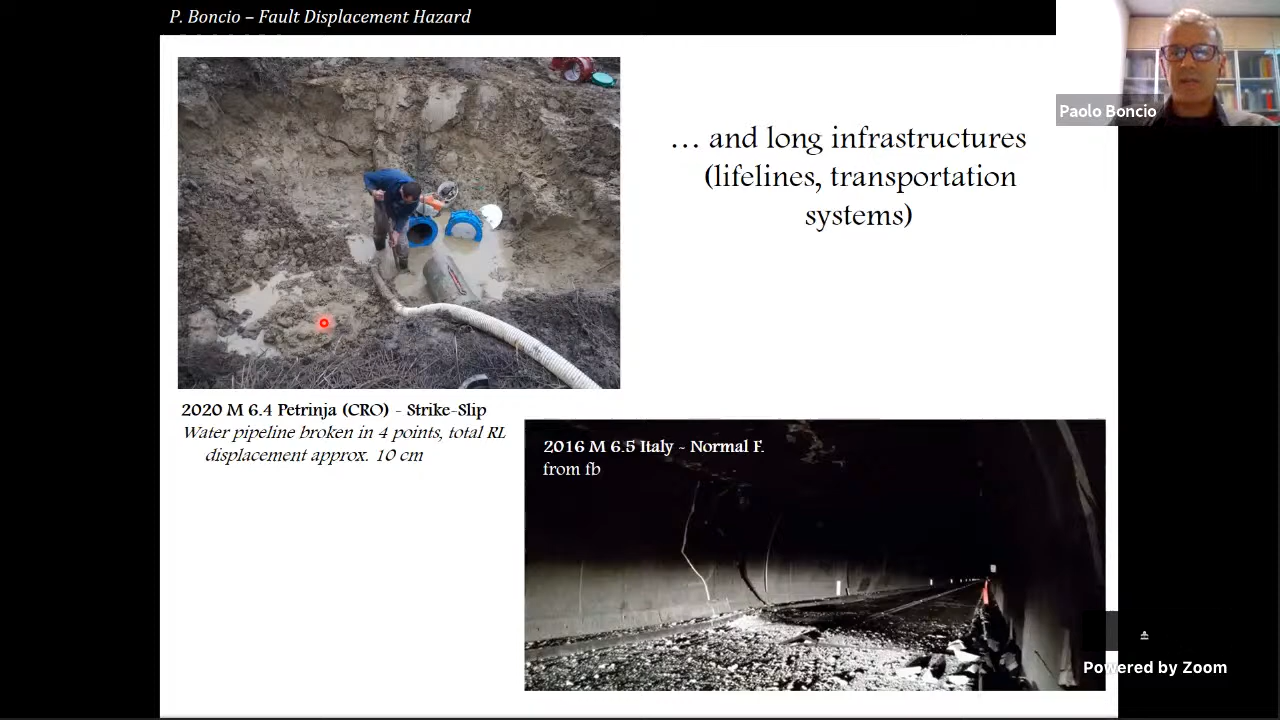 P. Boncio – Fault Displacement Hazard
Paolo Boncio
… and long infrastructures
(lifelines, transportation
systems)
2020 M 6.4 Petrinja (CRO) - Strike-Slip
Water pipeline broken in 4 points, total RL
displacement approx. 10 cm
2016 M 6.5 Italy - Normal F.
from fb
Powered by Zoom